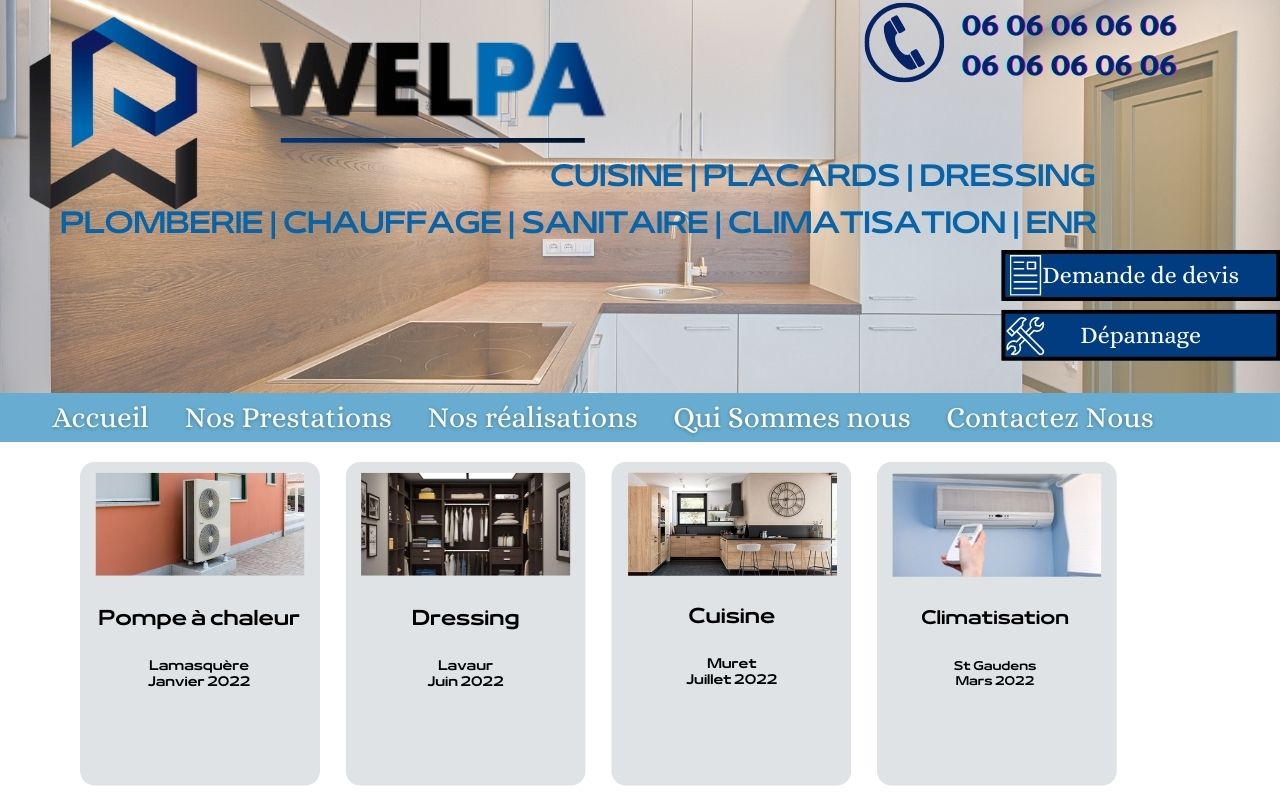 06 06 06 06 06
06 06 06 06 06
WELPA
CUISINE | PLACARDS | DRESSING
PLOMBERIE | CHAUFFAGE | SANITAIRE | CLIMATISATION | ENR
Demande de devis
Dépannage
Accueil Nos Prestations Nos réalisations Qui Sommes nous Contactez Nous
Pompe à chaleur
Lamasquère
Janvier 2022
Dressing
Lavaur
Juin 2022
Cuisine
Muret
Juillet 2022
Climatisation
St Gaudens
Mars 2022